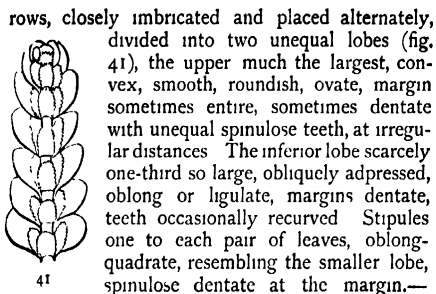 rows, closely imbricated and placed alternately,
divided into two unequal lobes (fig.
41), the upper much the largest, con-
vex, smooth, roundish, ovate, margin
sometimes entire, sometimes dentate
with unequal spinulose teeth, at irregu-
lar distances The inferior lobe scarcely
one-third so large, obliquely adpressed,
oblong or ligulate, margins dentate,
teeth occasionally recurved Stipules
one to each pair of leaves, oblong-
quadrate, resembling the smaller lobe,
41
spinulose dentate at the margin.—